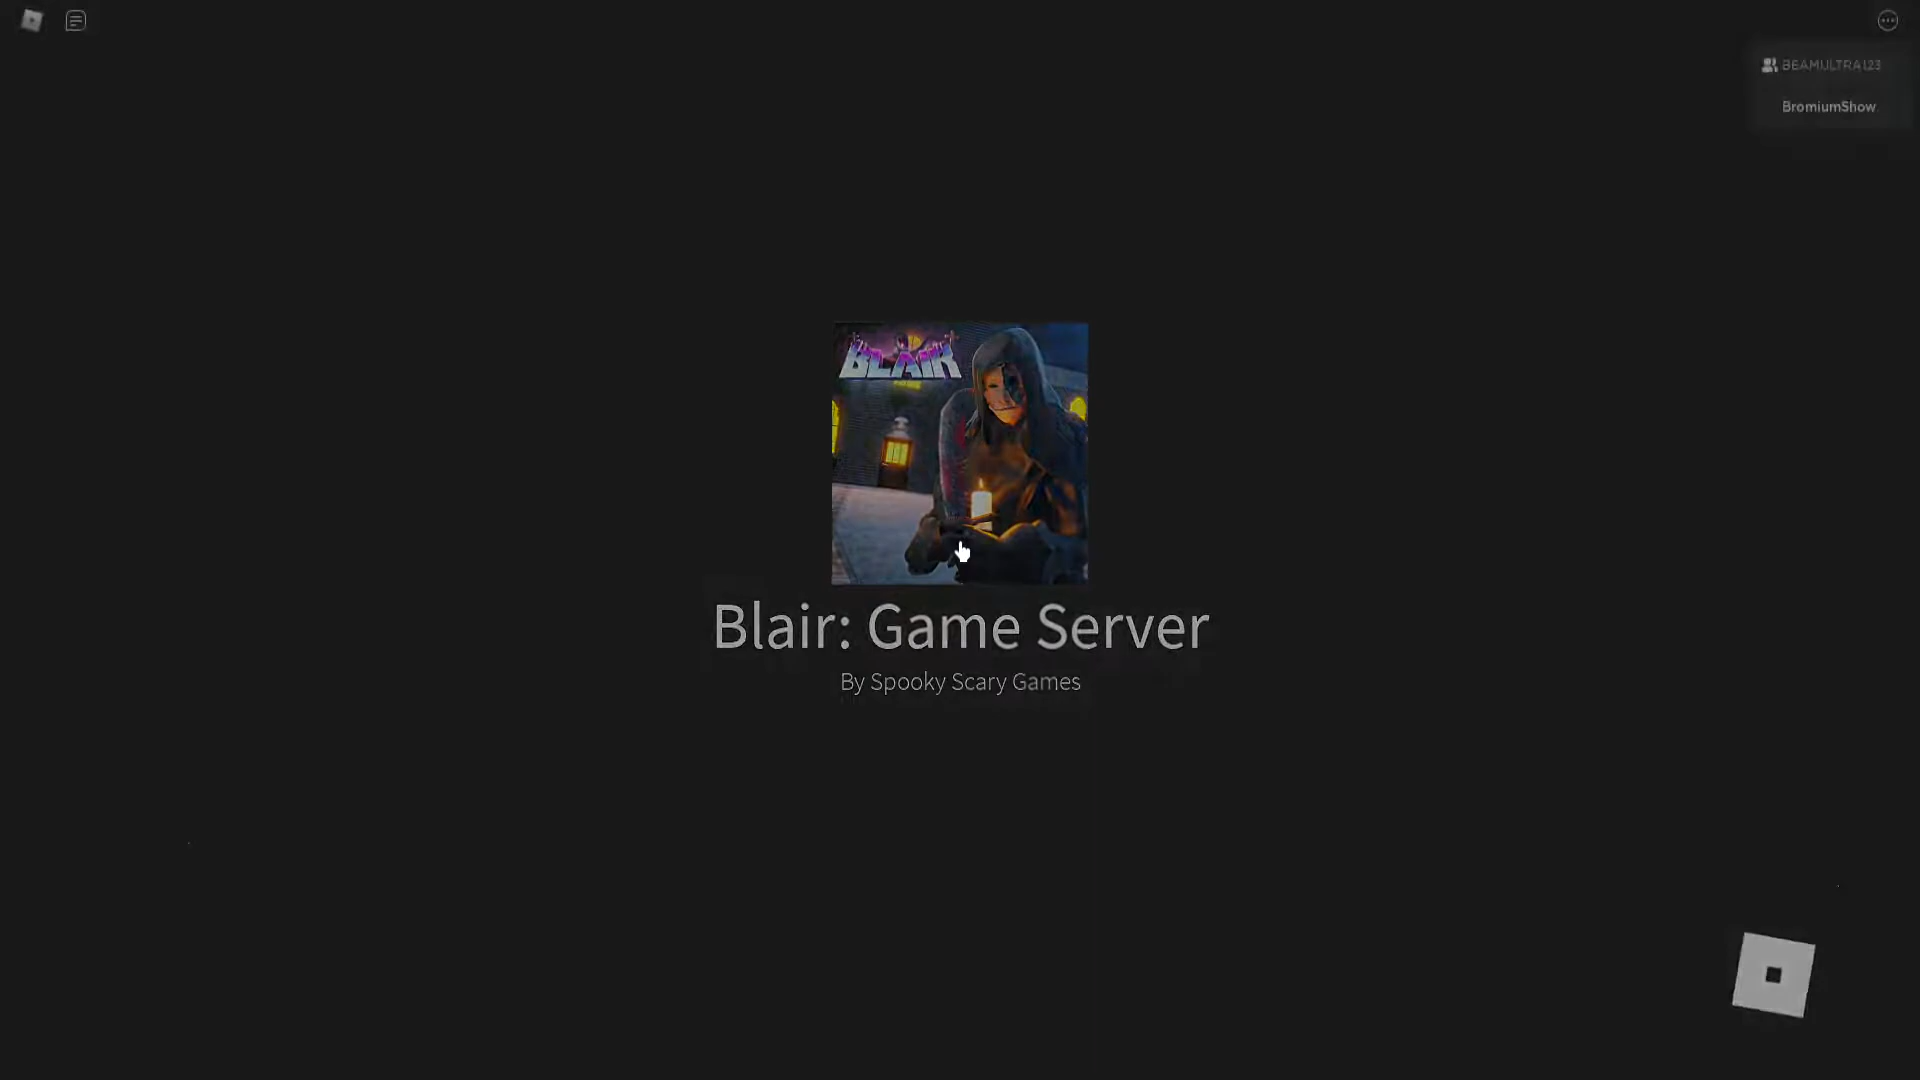 BEAMULTRA123
BromiumShow
BLAIR
Blair: Game Server
By Spooky Scary Games